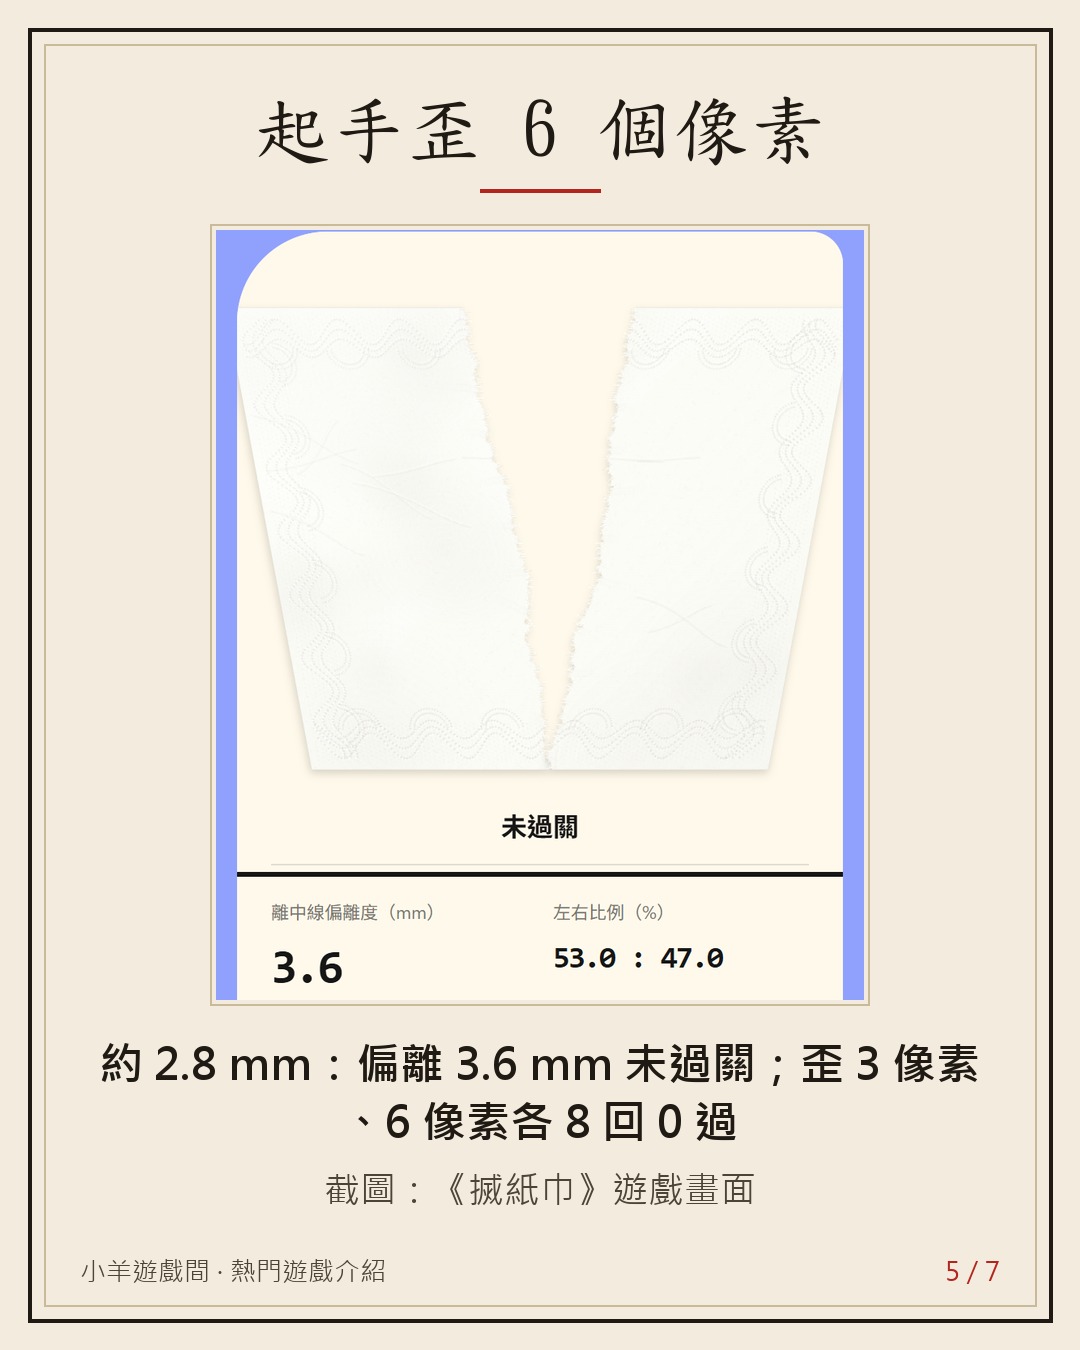 起手歪 6 個像素
未過關
離中線偏離度（mm）
左右比例（%）
3.6
53.0 : 47.0
約 2.8 mm：偏離 3.6 mm 未過關；歪 3 像素
、6 像素各 8 回 0 過
截圖：《搣紙巾》遊戲畫面
小羊遊戲間 · 熱門遊戲介紹
5 / 7